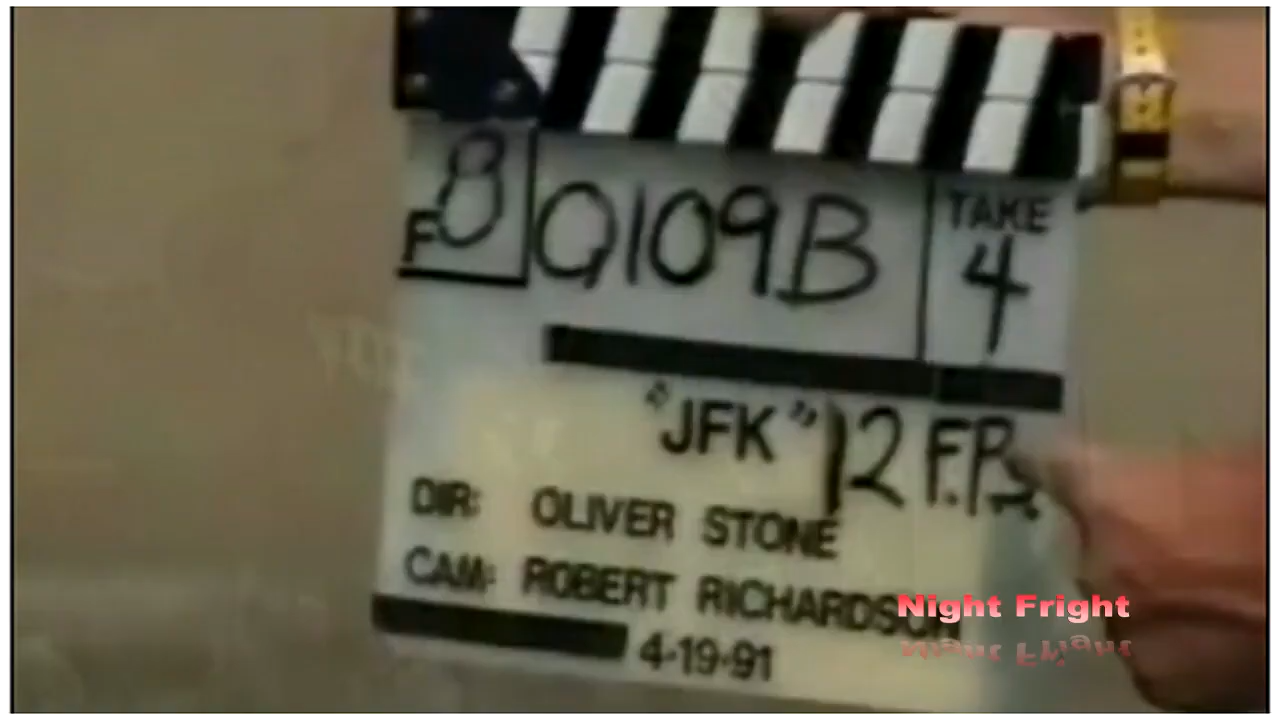 F 8 Q109B TAKE 4
"JFK" 12 F.P.S.
DIR: OLIVER STONE
CAM: ROBERT RICHARDSON
4-19-91
Night Fright